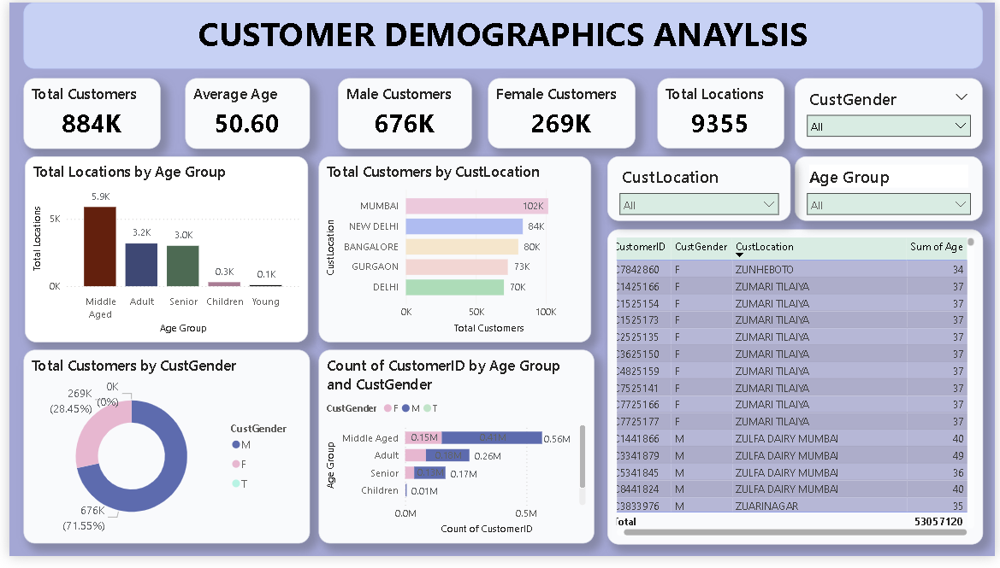 CUSTOMER DEMOGRAPHICS ANAYLSIS
Total Customers
884K
Average Age
50.60
Male Customers
676K
Female Customers
269K
Total Locations
9355
CustGender
All
Total Locations by Age Group
Total Locations
5K
0K
5.9K
3.2K
3.0K
0.3K
0.1K
Middle Aged
Adult
Senior
Children
Young
Age Group
Total Customers by CustLocation
CustLocation
MUMBAI 102K
NEW DELHI 84K
BANGALORE 80K
GURGAON 73K
DELHI 70K
0K 50K 100K
Total Customers
CustLocation
All
Age Group
All
Total Customers by CustGender
0K
(0%)
269K
(28.45%)
676K
(71.55%)
CustGender
M
F
T
Count of CustomerID by Age Group
and CustGender
CustGender F M T
Age Group
Middle Aged 0.15M 0.41M 0.56M
Adult 0.18M 0.26M
Senior 0.13M 0.17M
Children 0.01M
0.0M 0.5M
Count of CustomerID
CustomerID CustGender CustLocation Sum of Age
C7842860 F ZUNHEBOTO 34
C1425166 F ZUMARI TILAIYA 37
C1525154 F ZUMARI TILAIYA 37
C1525173 F ZUMARI TILAIYA 37
C2525135 F ZUMARI TILAIYA 37
C3625150 F ZUMARI TILAIYA 37
C4825159 F ZUMARI TILAIYA 37
C7525141 F ZUMARI TILAIYA 37
C7725166 F ZUMARI TILAIYA 37
C7725177 F ZUMARI TILAIYA 37
C1441866 M ZULFA DAIRY MUMBAI 40
C3341879 M ZULFA DAIRY MUMBAI 49
C5341845 M ZULFA DAIRY MUMBAI 36
C8441824 M ZULFA DAIRY MUMBAI 40
C3833976 M ZUARINAGAR 35
Total 53057120